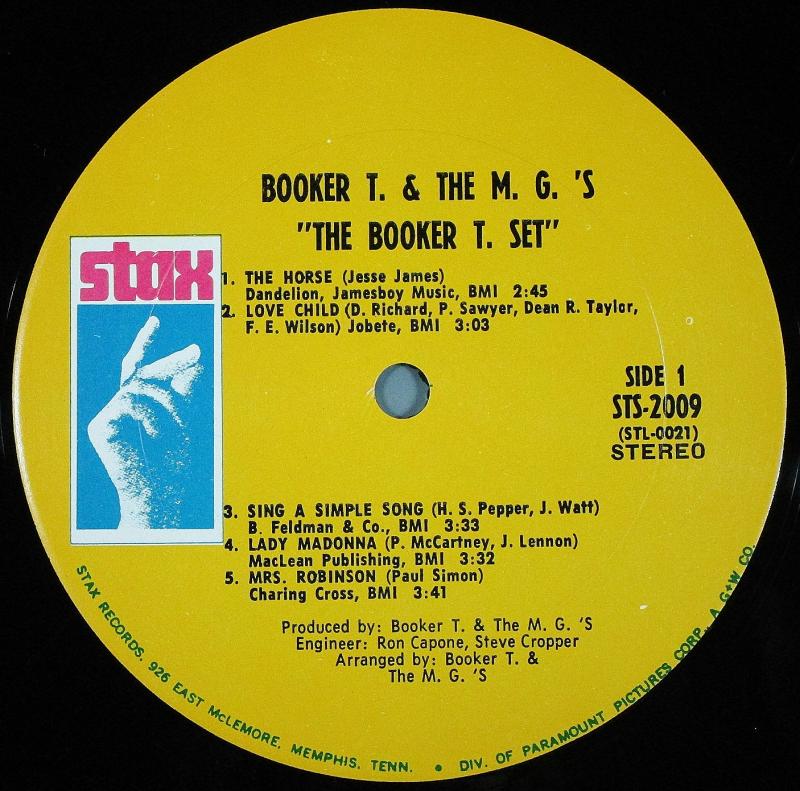 BOOKER T. & THE M. G. 'S
"THE BOOKER T. SET"
stax
1. THE HORSE (Jesse James)
Dandelion, Jamesboy Music, BMI 2:45
2. LOVE CHILD (D. Richard, P. Sawyer, Dean R. Taylor,
F. E. Wilson) Jobete, BMI 3:03
SIDE 1
STS-2009
(STL-0021)
STEREO
3. SING A SIMPLE SONG (H. S. Pepper, J. Watt)
B. Feldman & Co., BMI 3:33
4. LADY MADONNA (P. McCartney, J. Lennon)
MacLean Publishing, BMI 3:32
5. MRS. ROBINSON (Paul Simon)
Charing Cross, BMI 3:41
Produced by: Booker T. & The M. G. 'S
Engineer: Ron Capone, Steve Cropper
Arranged by: Booker T. &
The M. G. 'S
STAX RECORDS, 926 EAST McLEMORE, MEMPHIS, TENN. • DIV. OF PARAMOUNT PICTURES CORP., A G+W CO.